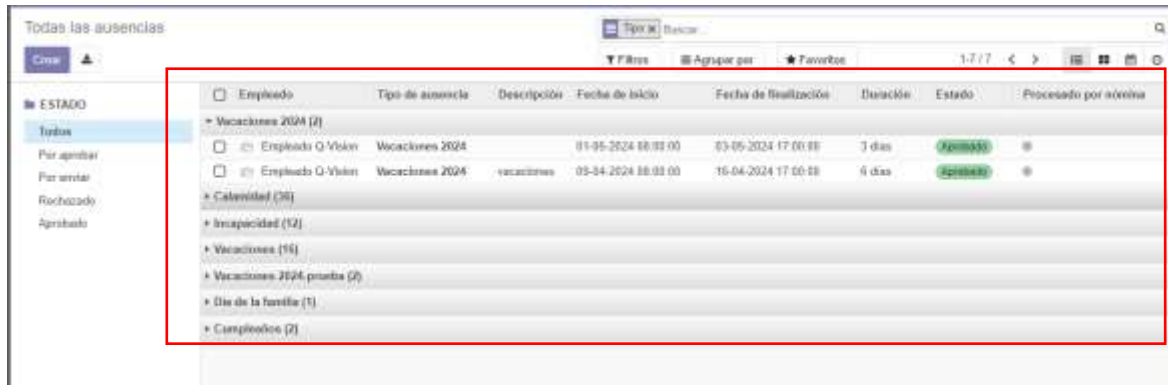 Todas las ausencias
Tipo × Buscar...
Crear
Filtros Agrupar por Favoritos 1-7 / 7
ESTADO
Todos
Por aprobar
Por enviar
Rechazado
Aprobado
Empleado Tipo de ausencia Descripción Fecha de inicio Fecha de finalización Duración Estado Procesado por nómina
Vacaciones 2024 (2)
Empleado Q-Vision Vacaciones 2024 01-05-2024 08:00:00 03-05-2024 17:00:00 3 días Aprobado
Empleado Q-Vision Vacaciones 2024 vacaciones 09-04-2024 08:00:00 16-04-2024 17:00:00 6 días Aprobado
Calamidad (36)
Incapacidad (12)
Vacaciones (15)
Vacaciones 2024 prueba (2)
Día de la familia (1)
Cumpleaños (2)